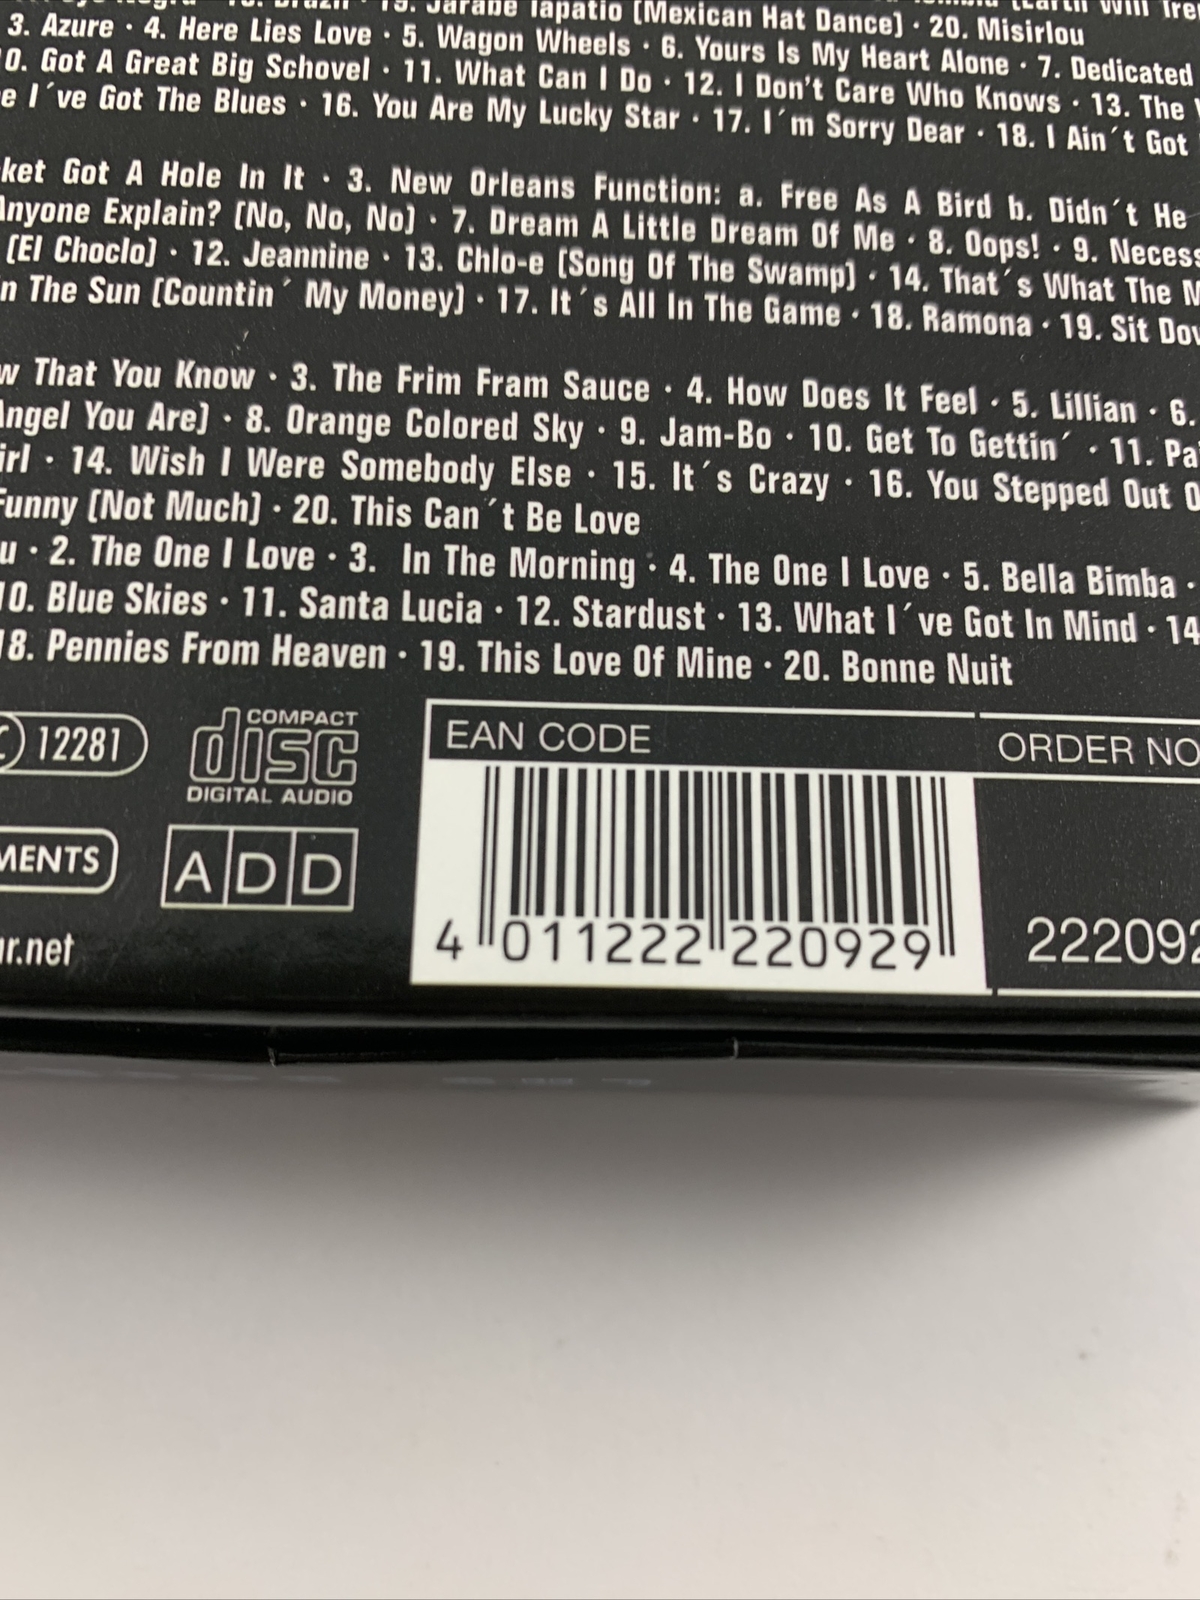 19. Jarabe Tapatio [Mexican Hat Dance] · 20. Misirlou
3. Azure · 4. Here Lies Love · 5. Wagon Wheels · 6. Yours Is My Heart Alone · 7. Dedicated
0. Got A Great Big Schovel · 11. What Can I Do · 12. I Don't Care Who Knows · 13. The
e I´ve Got The Blues · 16. You Are My Lucky Star · 17. I´m Sorry Dear · 18. I Ain´t Got
ket Got A Hole In It · 3. New Orleans Function: a. Free As A Bird b. Didn´t He
Anyone Explain? [No, No, No] · 7. Dream A Little Dream Of Me · 8. Oops! · 9. Necess
[El Choclo] · 12. Jeannine · 13. Chlo-e [Song Of The Swamp] · 14. That´s What The M
n The Sun [Countin´ My Money] · 17. It´s All In The Game · 18. Ramona · 19. Sit Dow
w That You Know · 3. The Frim Fram Sauce · 4. How Does It Feel · 5. Lillian · 6.
Angel You Are] · 8. Orange Colored Sky · 9. Jam-Bo · 10. Get To Gettin´ · 11. Pa
irl · 14. Wish I Were Somebody Else · 15. It´s Crazy · 16. You Stepped Out O
Funny [Not Much] · 20. This Can´t Be Love
u · 2. The One I Love · 3. In The Morning · 4. The One I Love · 5. Bella Bimba ·
10. Blue Skies · 11. Santa Lucia · 12. Stardust · 13. What I´ve Got In Mind · 14
18. Pennies From Heaven · 19. This Love Of Mine · 20. Bonne Nuit
C 12281
COMPACT
disc
DIGITAL AUDIO
EAN CODE
ORDER NO
MENTS
A D D
r.net
4 011222 220929
222092